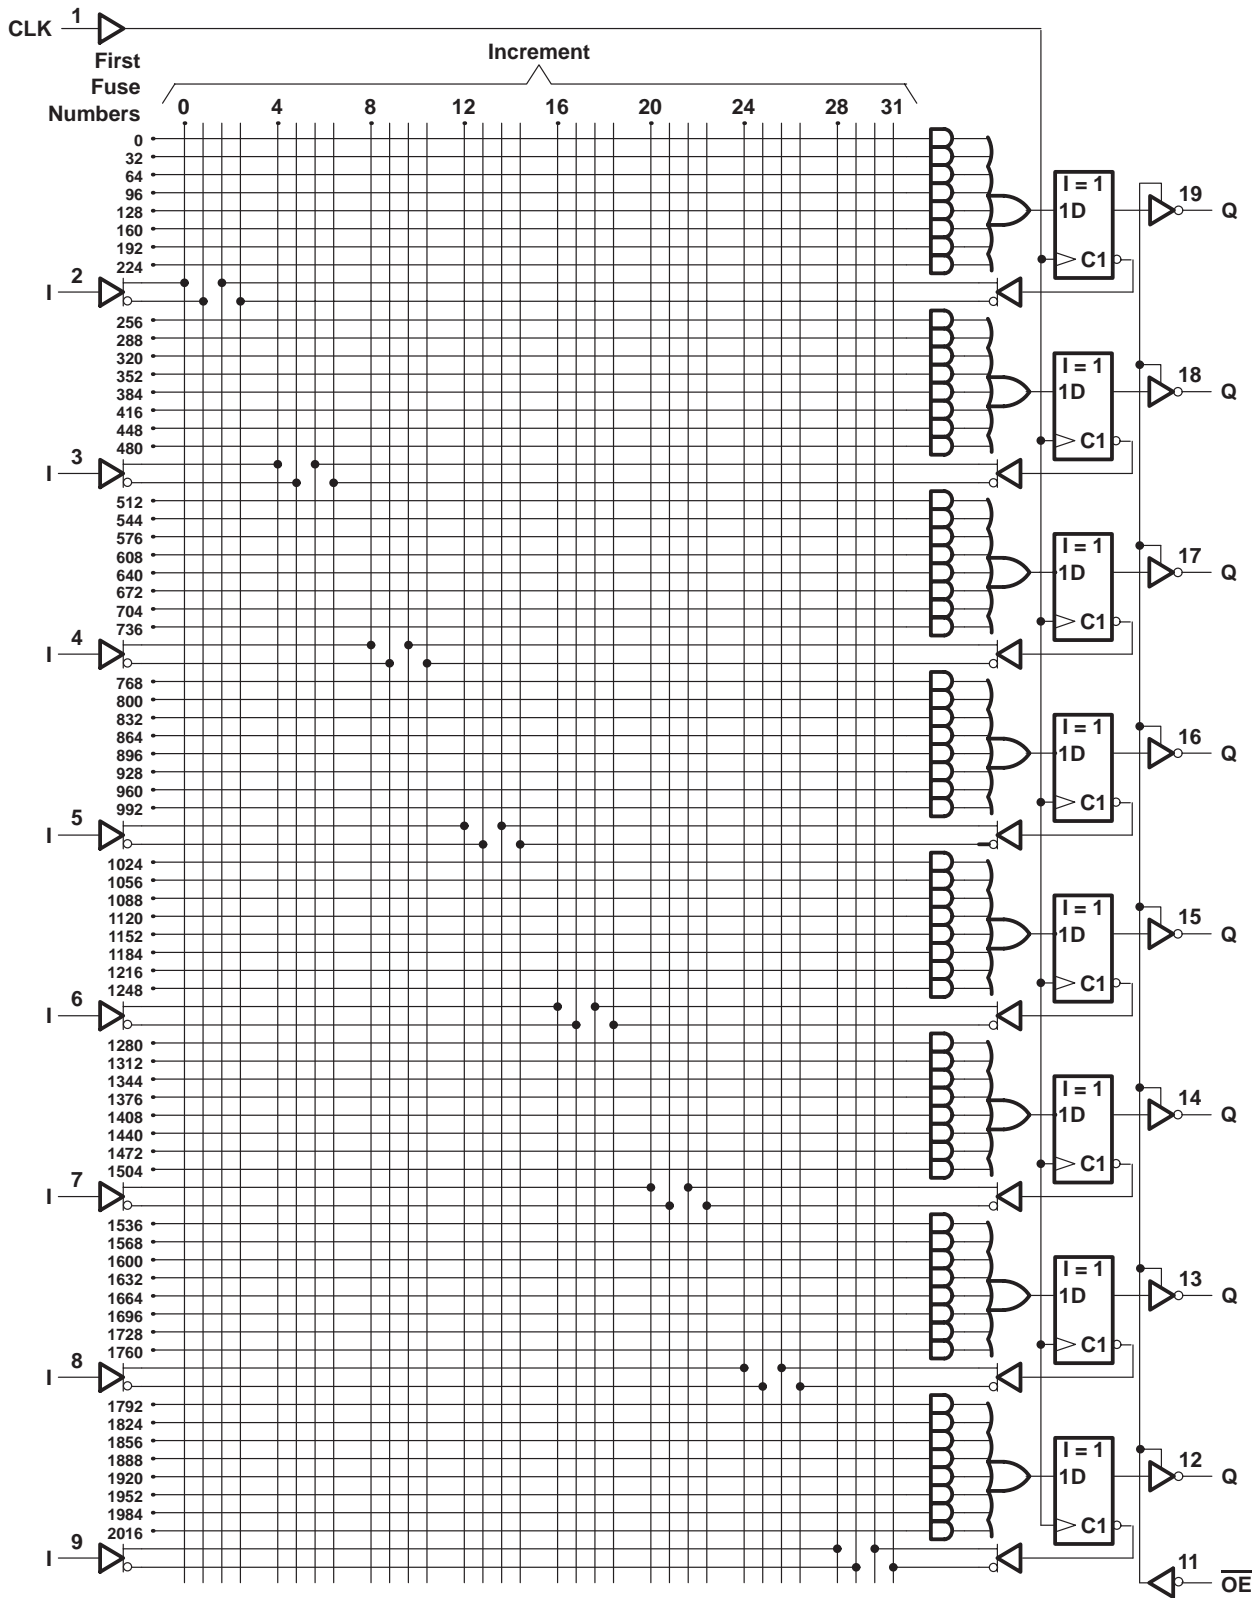 CLK 1
First
Fuse
Numbers
Increment
0 4 8 12 16 20 24 28 31
0
32
64
96
128
160
192
224
I = 1
1D
C1
19 Q
I 2
256
288
320
352
384
416
448
480
I = 1
1D
C1
18 Q
I 3
512
544
576
608
640
672
704
736
I = 1
1D
C1
17 Q
I 4
768
800
832
864
896
928
960
992
I = 1
1D
C1
16 Q
I 5
1024
1056
1088
1120
1152
1184
1216
1248
I = 1
1D
C1
15 Q
I 6
1280
1312
1344
1376
1408
1440
1472
1504
I = 1
1D
C1
14 Q
I 7
1536
1568
1600
1632
1664
1696
1728
1760
I = 1
1D
C1
13 Q
I 8
1792
1824
1856
1888
1920
1952
1984
2016
I = 1
1D
C1
12 Q
I 9
11 OE